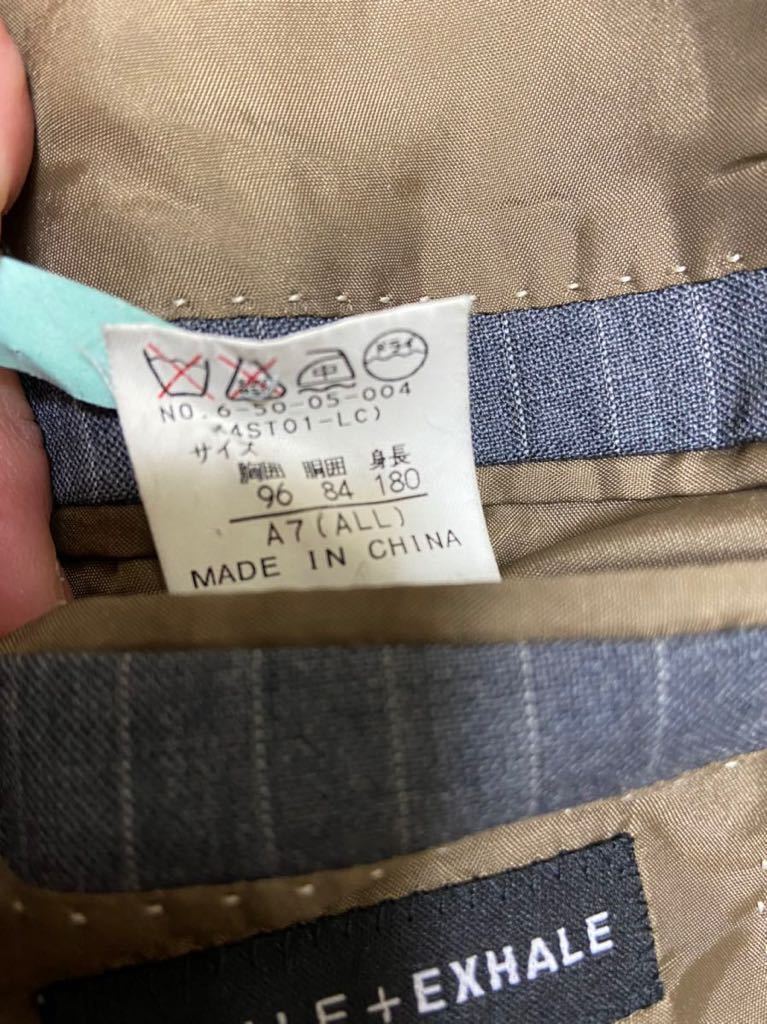 中 ドライ
NO.6-50-05-004
(4ST01-LC)
サイズ
胸囲 胴囲 身長
96 84 180
A7(ALL)
MADE IN CHINA
+EXHALE